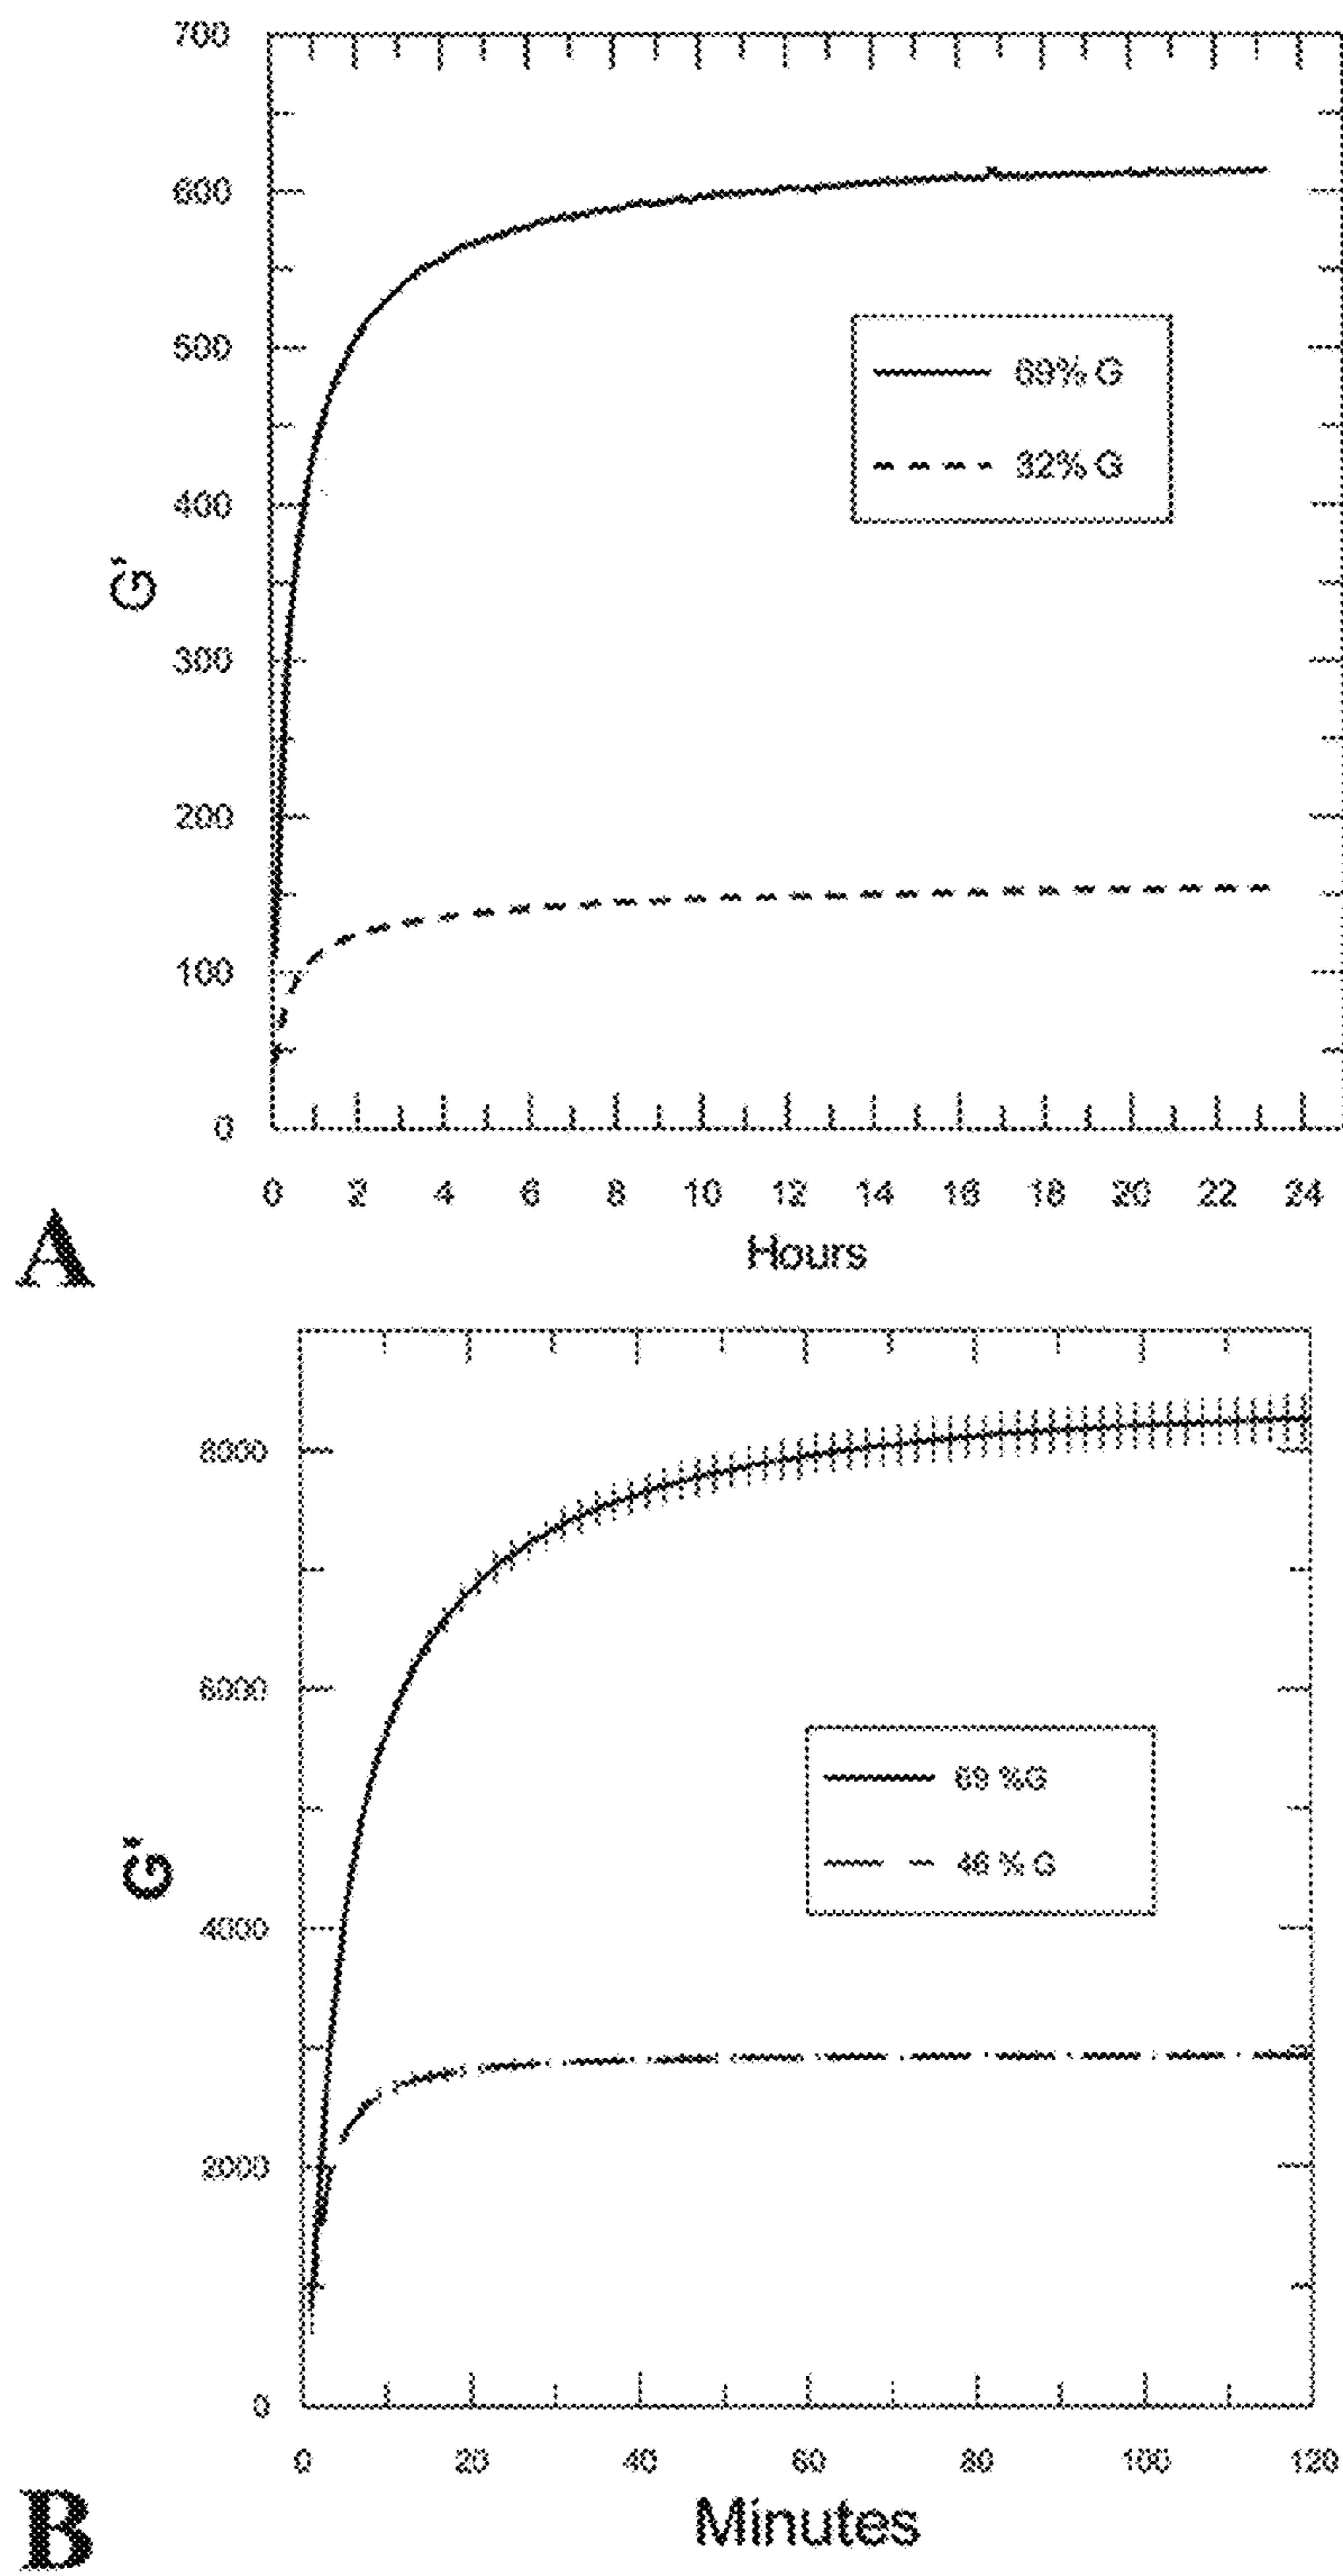 700
600
500
400
300
200
100
0
G'
69% G
32% G
0 2 4 6 8 10 12 14 16 18 20 22 24
Hours
A
8000
6000
4000
2000
0
G*
69 %G
46 % G
0 20 40 60 80 100 120
Minutes
B